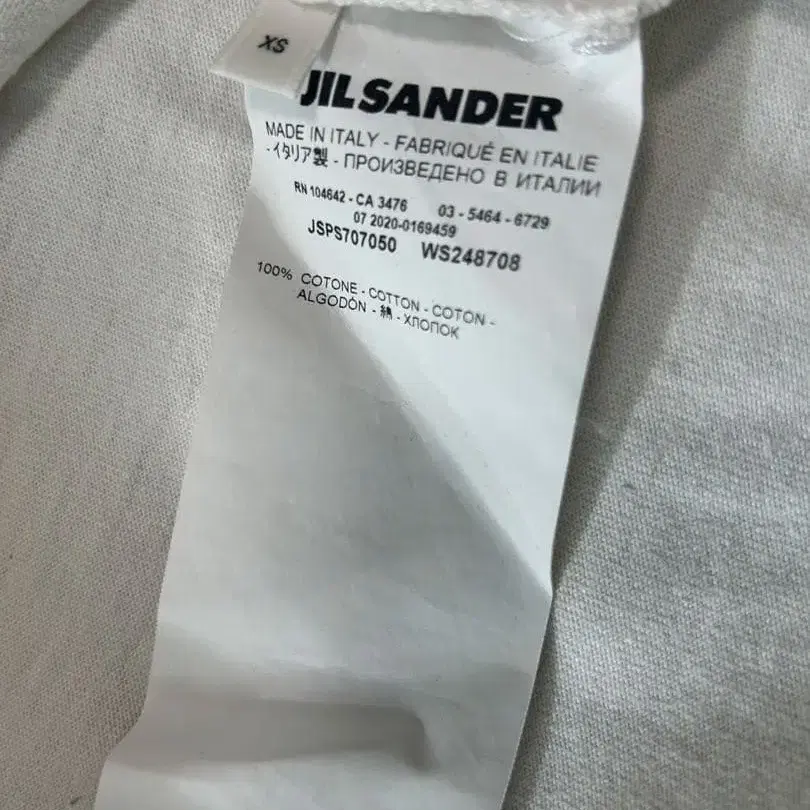 XS
JIL SANDER
MADE IN ITALY - FABRIQUÉ EN ITALIE
- イタリア製 - ПРОИЗВЕДЕНО В ИТАЛИИ
RN 104642 - CA 3476 03 - 5464 - 6729
07 2020-0169459
JSPS707050 WS248708
100% COTONE - COTTON - COTON -
ALGODÓN - 綿 - ХЛОПОК